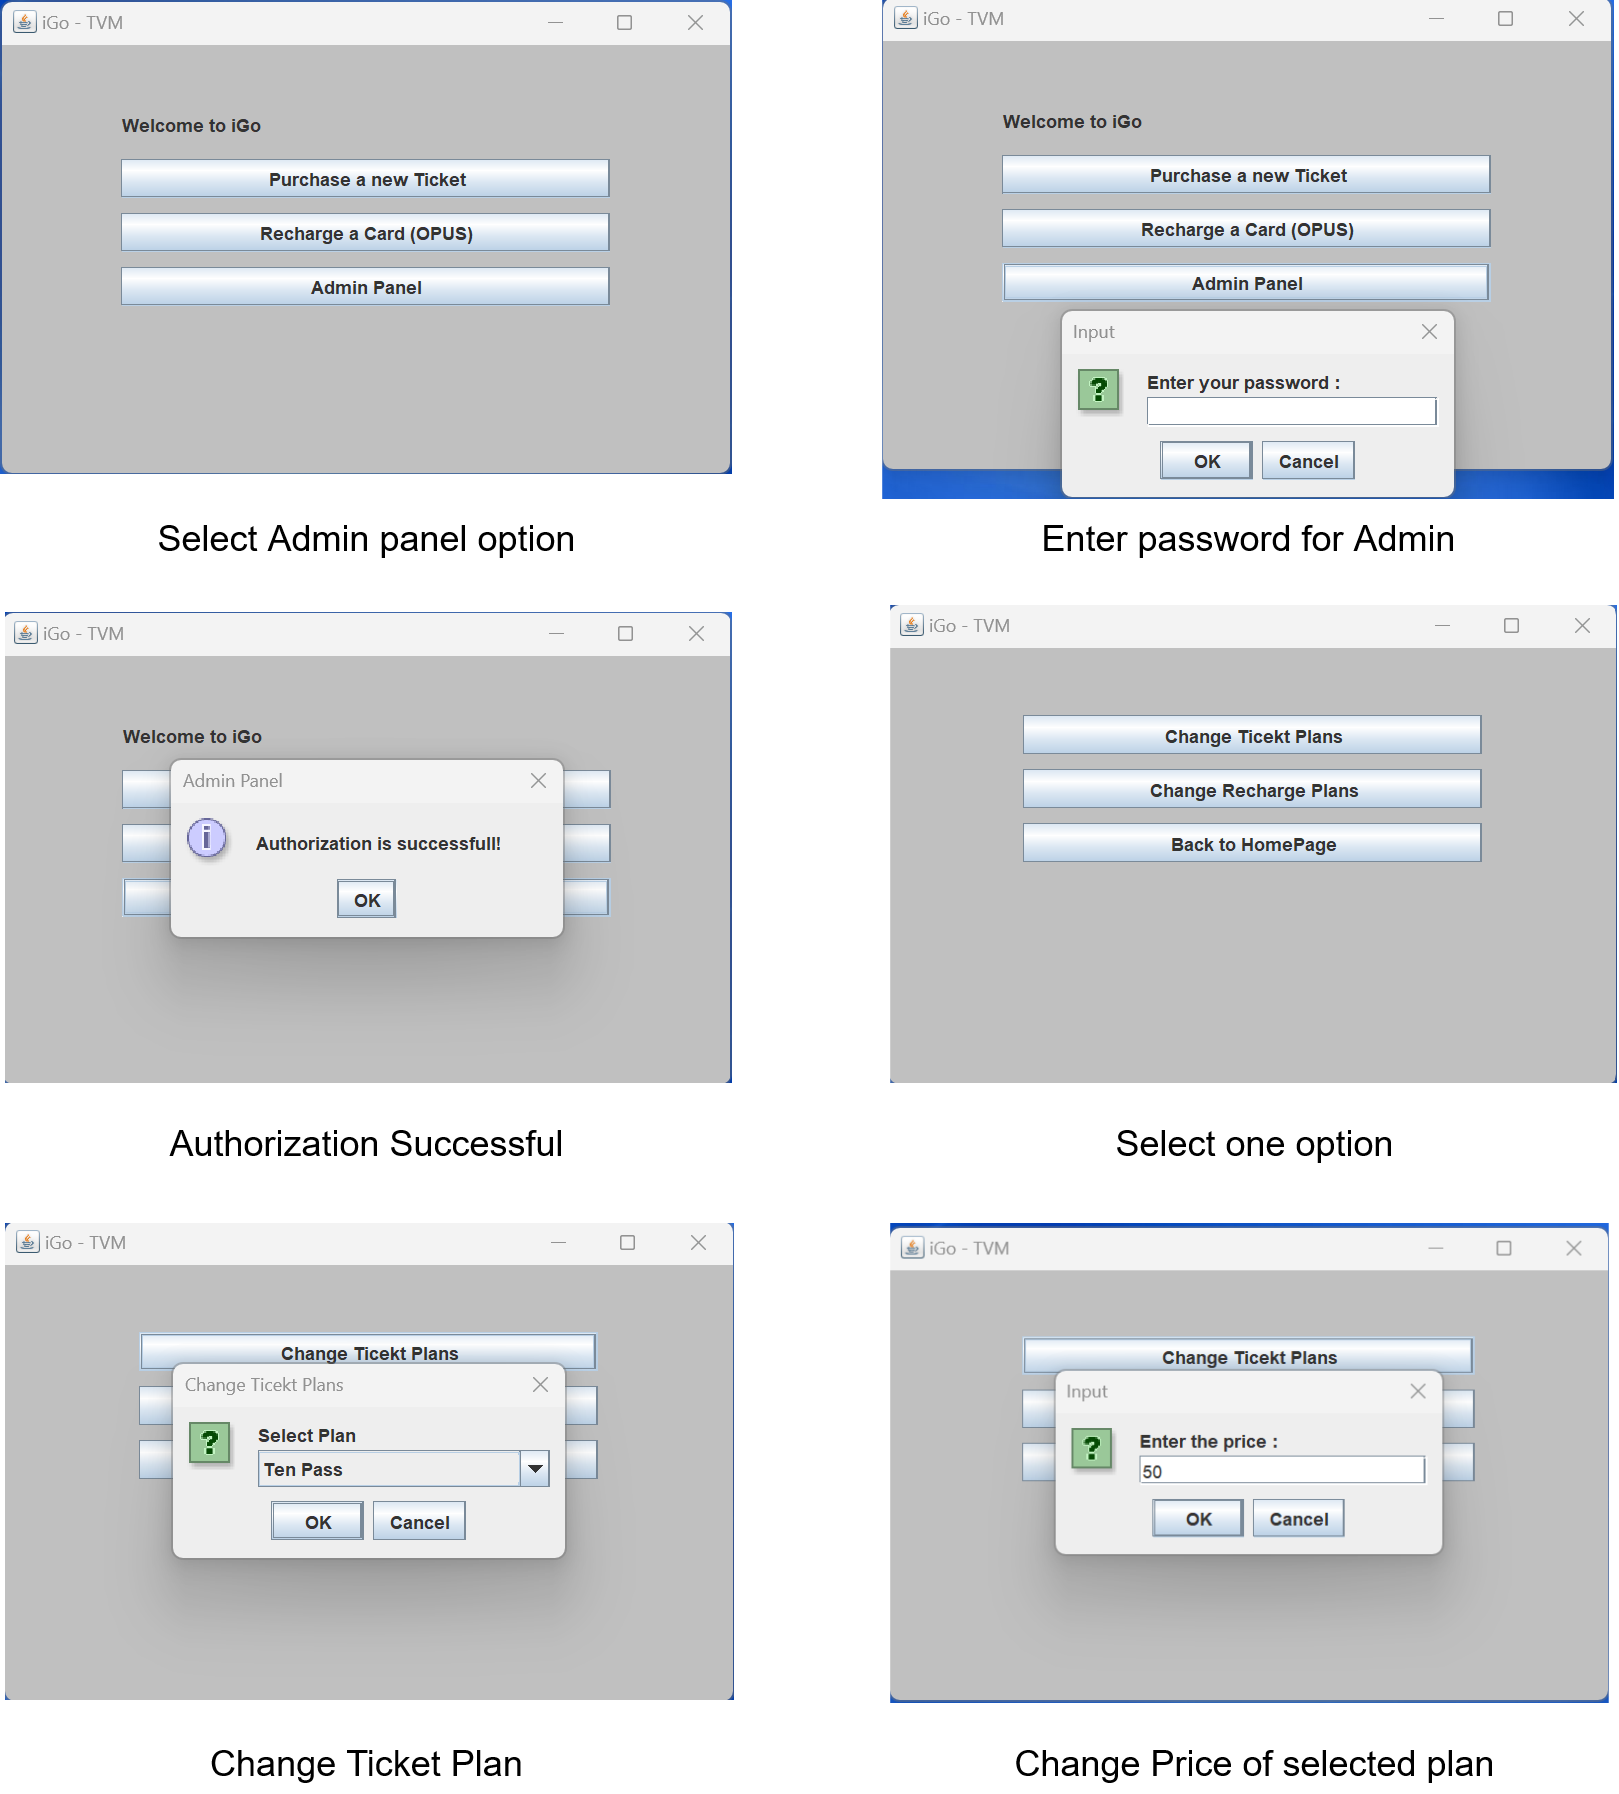 iGo - TVM
Welcome to iGo
Purchase a new Ticket
Recharge a Card (OPUS)
Admin Panel
Select Admin panel option
iGo - TVM
Welcome to iGo
Purchase a new Ticket
Recharge a Card (OPUS)
Admin Panel
Input
Enter your password :
OK Cancel
Enter password for Admin
iGo - TVM
Welcome to iGo
Admin Panel
Authorization is successfull!
OK
Authorization Successful
iGo - TVM
Change Ticekt Plans
Change Recharge Plans
Back to HomePage
Select one option
iGo - TVM
Change Ticekt Plans
Change Ticekt Plans
Select Plan
Ten Pass
OK Cancel
Change Ticket Plan
iGo - TVM
Change Ticekt Plans
Input
Enter the price :
50
OK Cancel
Change Price of selected plan